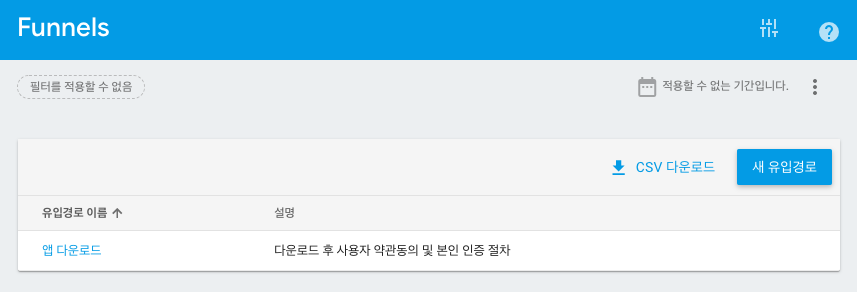 Funnels
필터를 적용할 수 없음
적용할 수 없는 기간입니다.
CSV 다운로드
새 유입경로
유입경로 이름 설명
앱 다운로드 다운로드 후 사용자 약관동의 및 본인 인증 절차